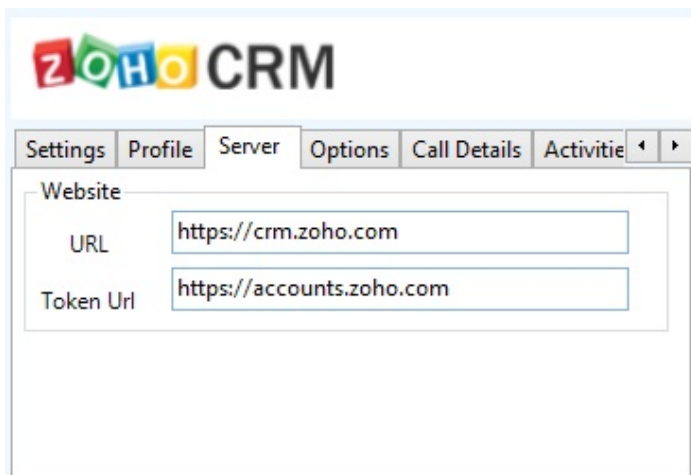 ZOHO CRM
Settings Profile Server Options Call Details Activitie
Website
URL https://crm.zoho.com
Token Url https://accounts.zoho.com